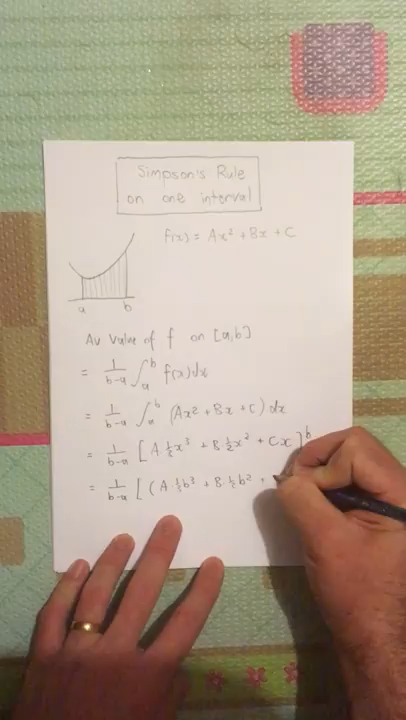 Simpson's Rule
on one interval
f(x) = Ax² + Bx + C
a b
Av Value of f on [a,b]
= 1/(b-a) ∫ₐᵇ f(x)dx
= 1/(b-a) ∫ₐᵇ (Ax² + Bx + C) dx
= 1/(b-a) [A.⅓x³ + B.½x² + Cx]ᵇ
= 1/(b-a) [(A.⅓b³ + B.½b² +